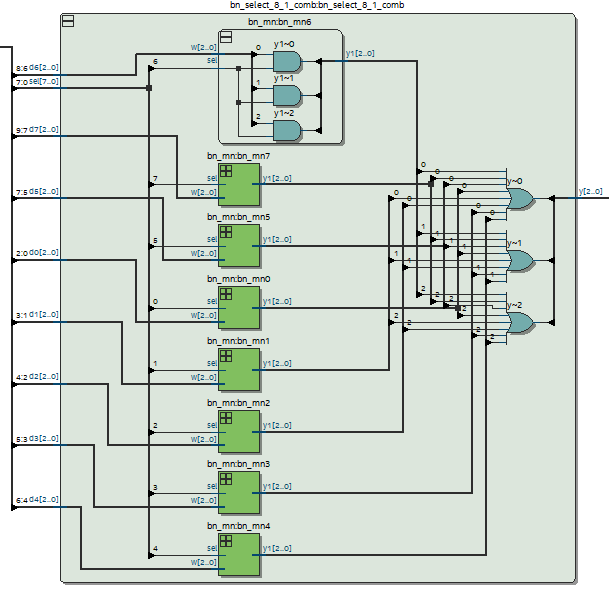 bn_select_8_1_comb:bn_select_8_1_comb
bn_mn:bn_mn6
w[2..0]
sel
6
0
y1~0
1
y1~1
2
y1~2
y1[2..0]
8:6 d6[2..0]
7:0 sel[7..0]
9:7 d7[2..0]
bn_mn:bn_mn7
7
sel
w[2..0]
y1[2..0]
7:5 d5[2..0]
bn_mn:bn_mn5
5
sel
w[2..0]
y1[2..0]
2:0 d0[2..0]
bn_mn:bn_mn0
0
sel
w[2..0]
y1[2..0]
3:1 d1[2..0]
bn_mn:bn_mn1
1
sel
w[2..0]
y1[2..0]
4:2 d2[2..0]
bn_mn:bn_mn2
2
sel
w[2..0]
y1[2..0]
5:3 d3[2..0]
bn_mn:bn_mn3
3
sel
w[2..0]
y1[2..0]
6:4 d4[2..0]
bn_mn:bn_mn4
4
sel
w[2..0]
y1[2..0]
0
0
0
0
0
0
0
0
y~0
1
1
1
1
1
1
1
1
y~1
2
2
2
2
2
2
2
2
y~2
y[2..0]